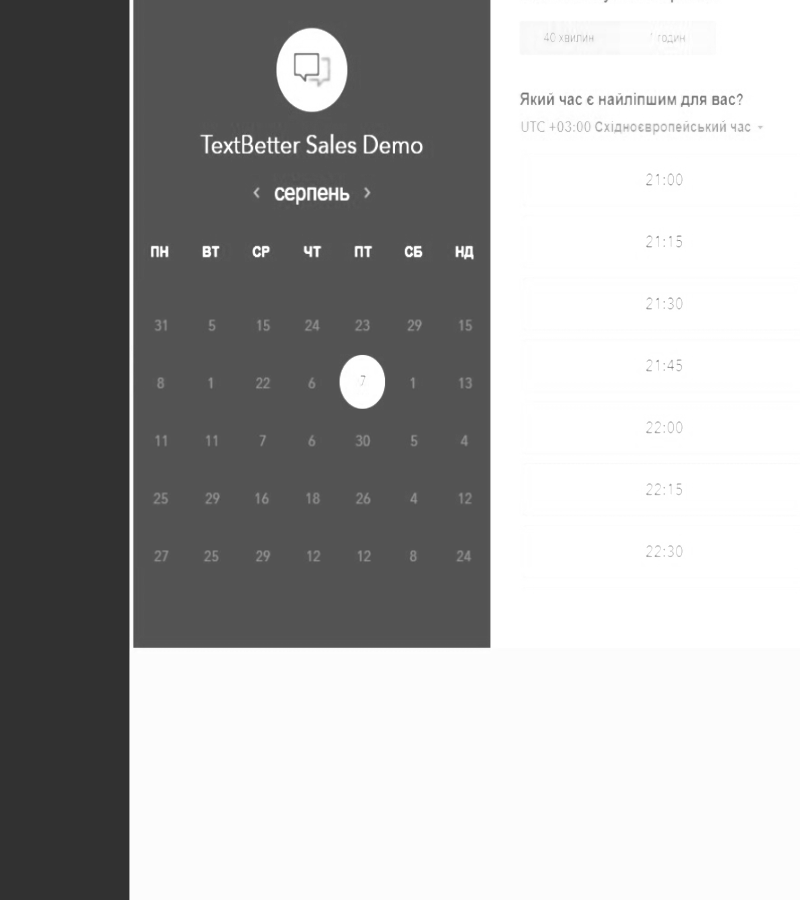 TextBetter Sales Demo
‹ серпень ›
ПН ВТ СР ЧТ ПТ СБ НД
31 5 15 24 23 29 15
8 1 22 6 7 1 13
11 11 7 6 30 5 4
25 29 16 18 26 4 12
27 25 29 12 12 8 24
40 хвилин годин
Який час є найліпшим для вас?
UTC +03:00 Східноєвропейський час
21:00
21:15
21:30
21:45
22:00
22:15
22:30